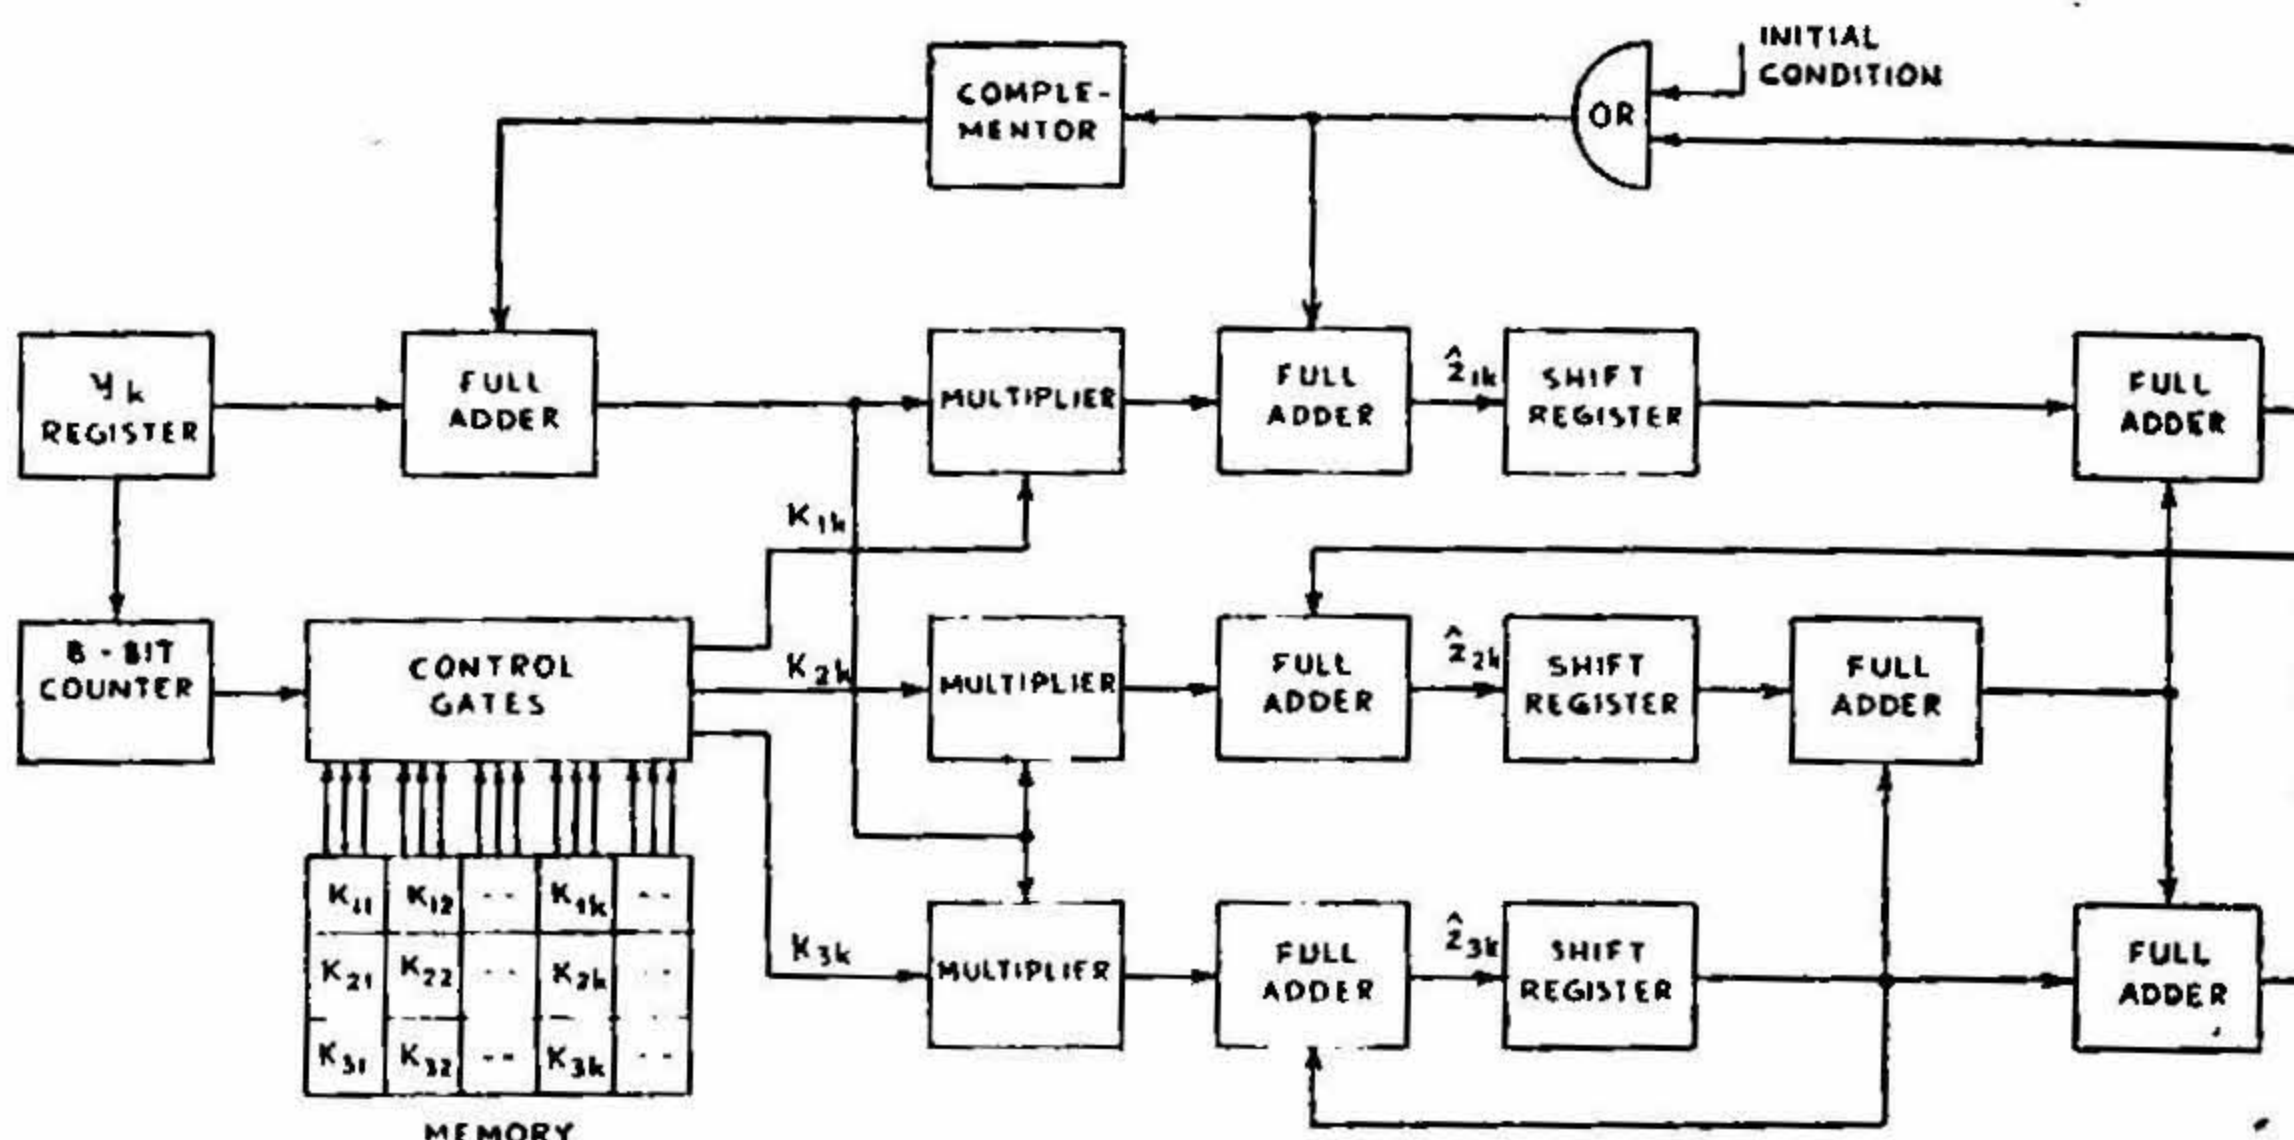 INITIAL
CONDITION
COMPLE-
MENTOR
OR
yk
REGISTER
FULL
ADDER
MULTIPLIER
FULL
ADDER
ẑ1k
SHIFT
REGISTER
FULL
ADDER
K1k
8-BIT
COUNTER
CONTROL
GATES
K2k
MULTIPLIER
FULL
ADDER
ẑ2k
SHIFT
REGISTER
FULL
ADDER
K11 K12 -- K1k --
K21 K22 -- K2k --
K31 K32 -- K3k --
K3k
MULTIPLIER
FULL
ADDER
ẑ3k
SHIFT
REGISTER
FULL
ADDER
MEMORY